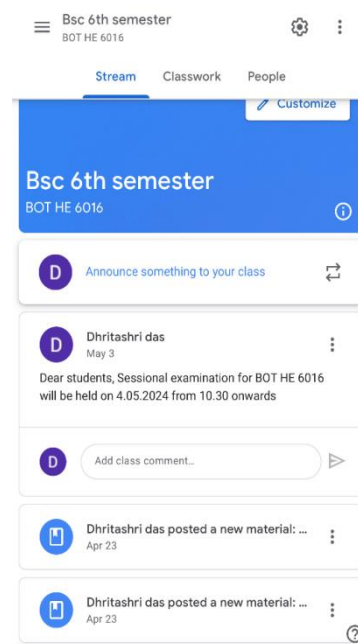 Bsc 6th semester
BOT HE 6016
Stream Classwork People
Customize
Bsc 6th semester
BOT HE 6016
D Announce something to your class
D Dhritashri das
May 3
Dear students, Sessional examination for BOT HE 6016
will be held on 4.05.2024 from 10.30 onwards
D Add class comment...
Dhritashri das posted a new material: ...
Apr 23
Dhritashri das posted a new material: ...
Apr 23